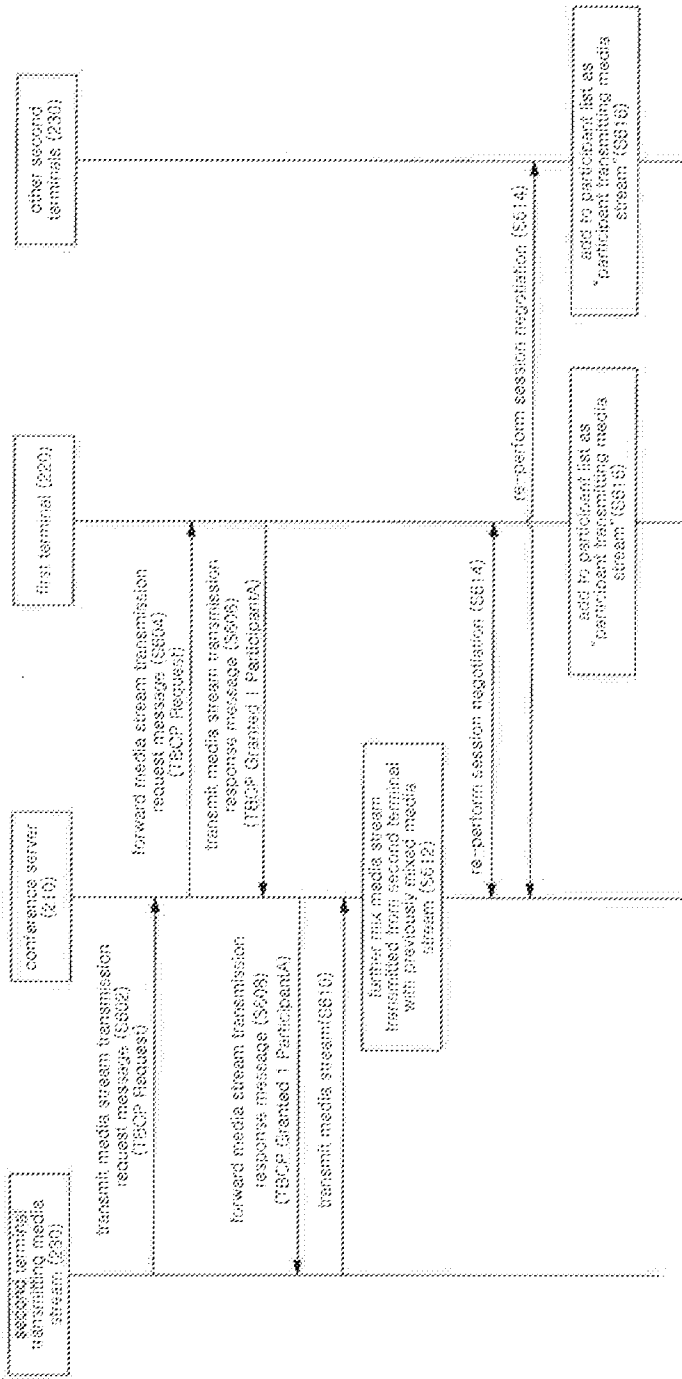 second terminal
transmitting media
stream (230)
conference server
(210)
first terminal (220)
other second
terminals (230)
transmit media stream transmission
request message (S602)
(TBCP Request)
forward media stream transmission
request message (S604)
(TBCP Request)
transmit media stream transmission
response message (S606)
(TBCP Granted 1 ParticipantA)
forward media stream transmission
response message (S608)
(TBCP Granted 1 ParticipantA)
transmit media stream(S610)
further mix media stream
transmitted from second terminal
with previously mixed media
stream (S612)
re-perform session negotiation (S614)
re-perform session negotiation (S614)
add to participant list as
"participant transmitting media
stream"(S616)
add to participant list as
"participant transmitting media
stream"(S616)